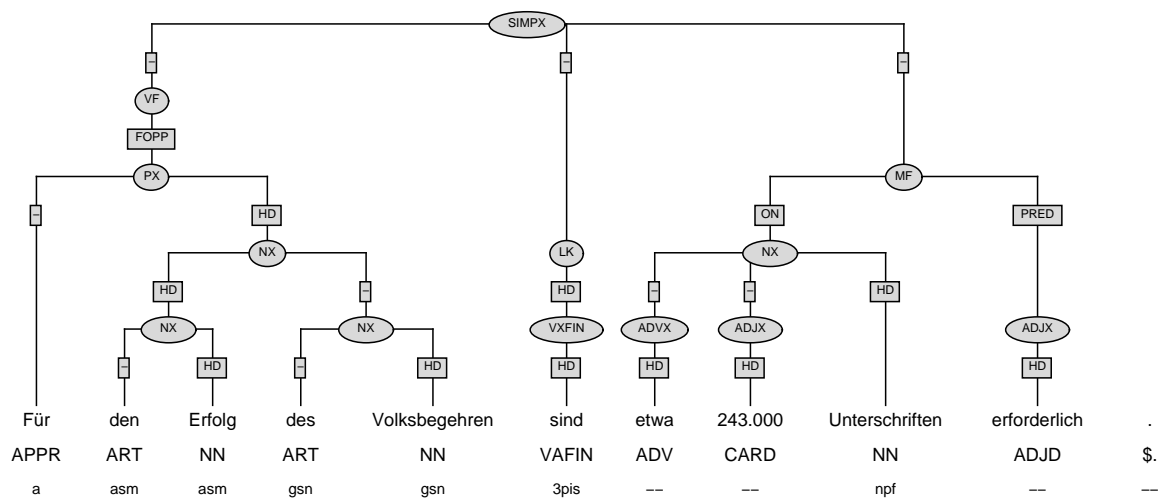 SIMPX
– – –
VF
FOPP
PX MF
– HD ON PRED
NX LK NX
HD – HD – – HD
NX NX VXFIN ADVX ADJX ADJX
– HD – HD HD HD HD HD
Für den Erfolg des Volksbegehren sind etwa 243.000 Unterschriften erforderlich .
APPR ART NN ART NN VAFIN ADV CARD NN ADJD $.
a asm asm gsn gsn 3pis –– –– npf –– ––